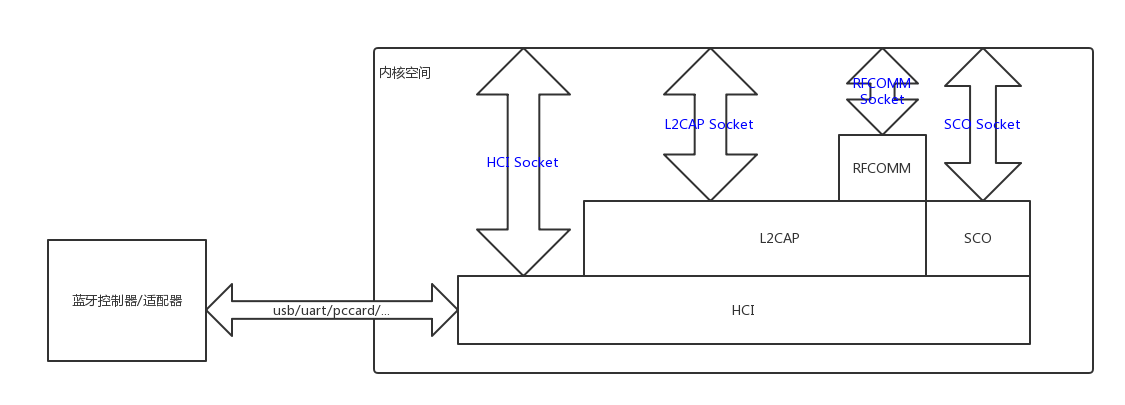 内核空间
RFCOMM
Socket
L2CAP Socket
SCO Socket
HCI Socket
RFCOMM
L2CAP
SCO
蓝牙控制器/适配器
usb/uart/pccard/...
HCI